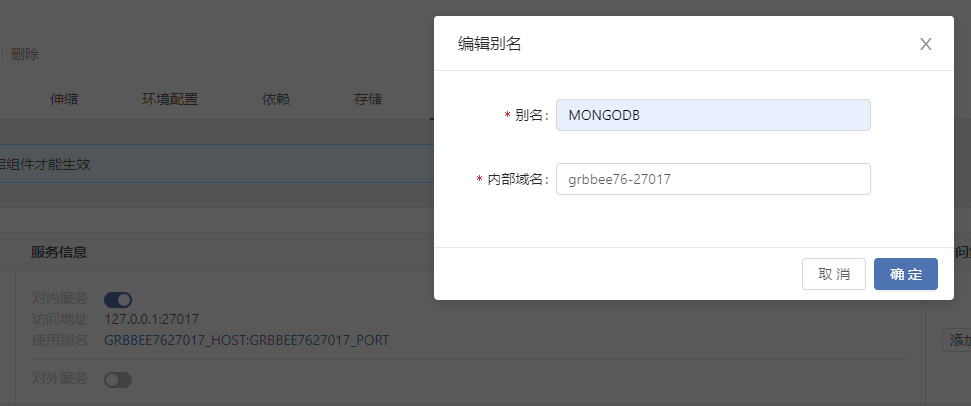 编辑别名
X
删除
伸缩 环境配置 依赖 存储
* 别名: MONGODB
组件才能生效
* 内部域名: grbbee76-27017
服务信息
取消 确定
对内服务
访问地址 127.0.0.1:27017
使用别名 GRBBEE7627017_HOST:GRBBEE7627017_PORT
添加
对外服务